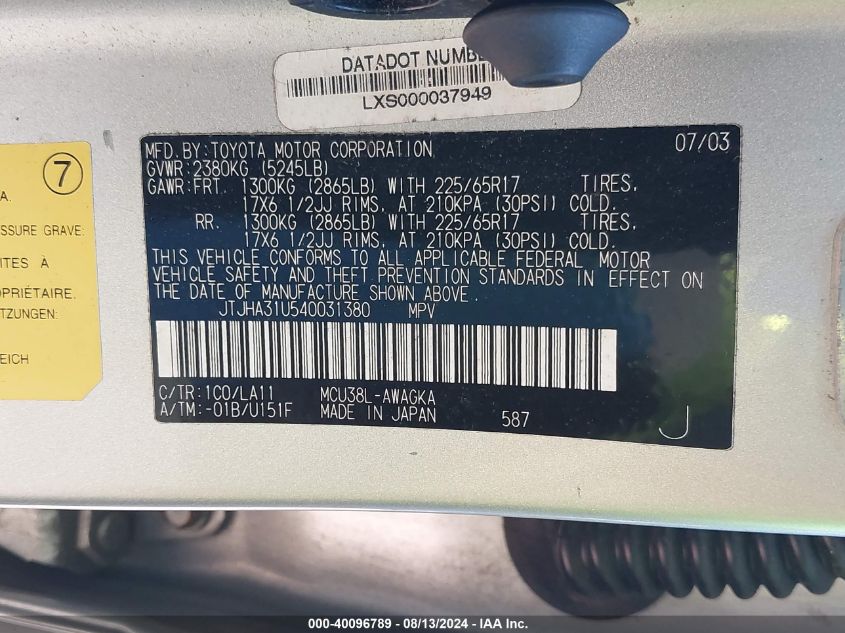 DATADOT NUMBE
LXS000037949
7
A.
ESSURE GRAVE:
ITES À
OPRIÉTAIRE.
TZUNGEN:
REICH
07/03
MFD.BY:TOYOTA MOTOR CORPORATION
GVWR:2380KG (5245LB)
GAWR:FRT. 1300KG (2865LB) WITH 225/65R17 TIRES,
17X6 1/2JJ RIMS, AT 210KPA (30PSI) COLD.
RR. 1300KG (2865LB) WITH 225/65R17 TIRES,
17X6 1/2JJ RIMS, AT 210KPA (30PSI) COLD.
THIS VEHICLE CONFORMS TO ALL APPLICABLE FEDERAL MOTOR
VEHICLE SAFETY AND THEFT PREVENTION STANDARDS IN EFFECT ON
THE DATE OF MANUFACTURE SHOWN ABOVE.
JTJHA31U540031380 MPV
C/TR:1C0/LA11 MCU38L-AWAGKA
A/TM:-01B/U151F MADE IN JAPAN 587 J
000-40096789 - 08/13/2024 - IAA Inc.